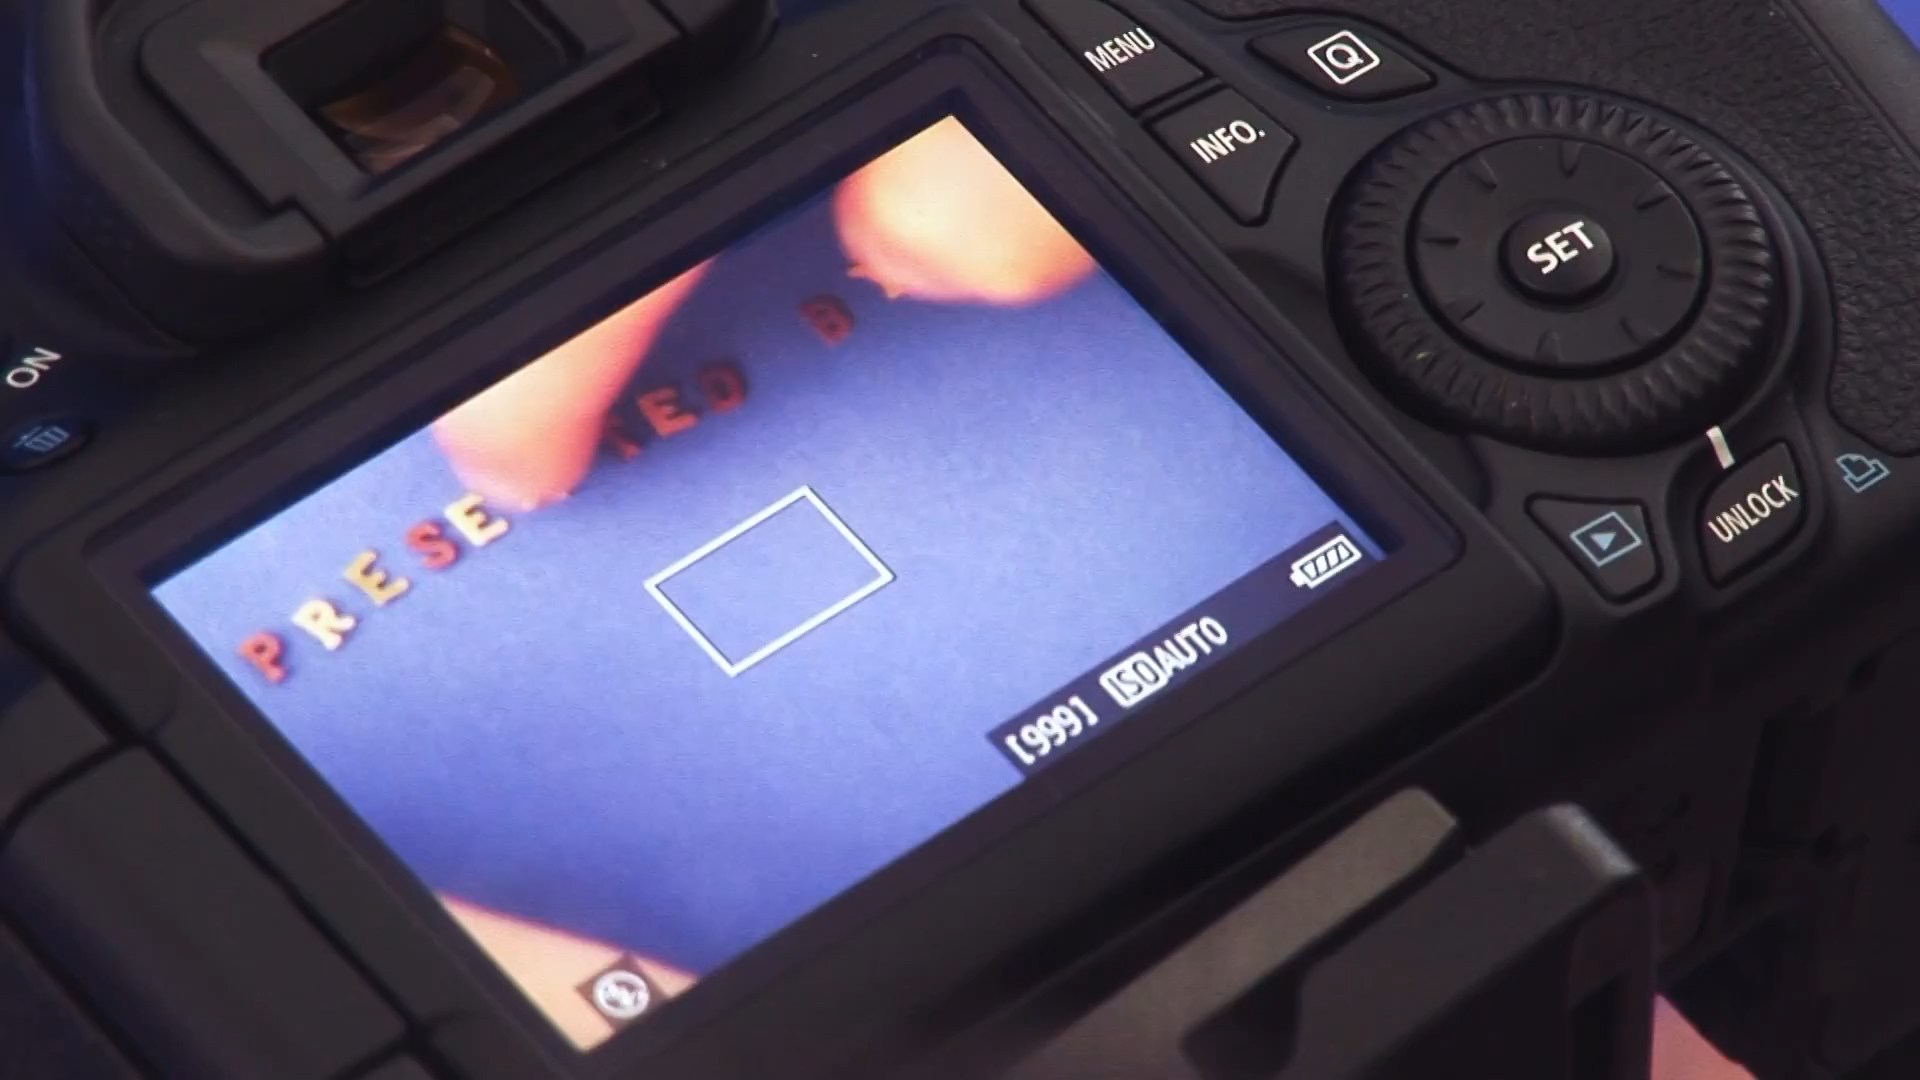 MENU
Q
INFO.
SET
ON
PRESE TED B
UNLOCK
[999] ISO AUTO